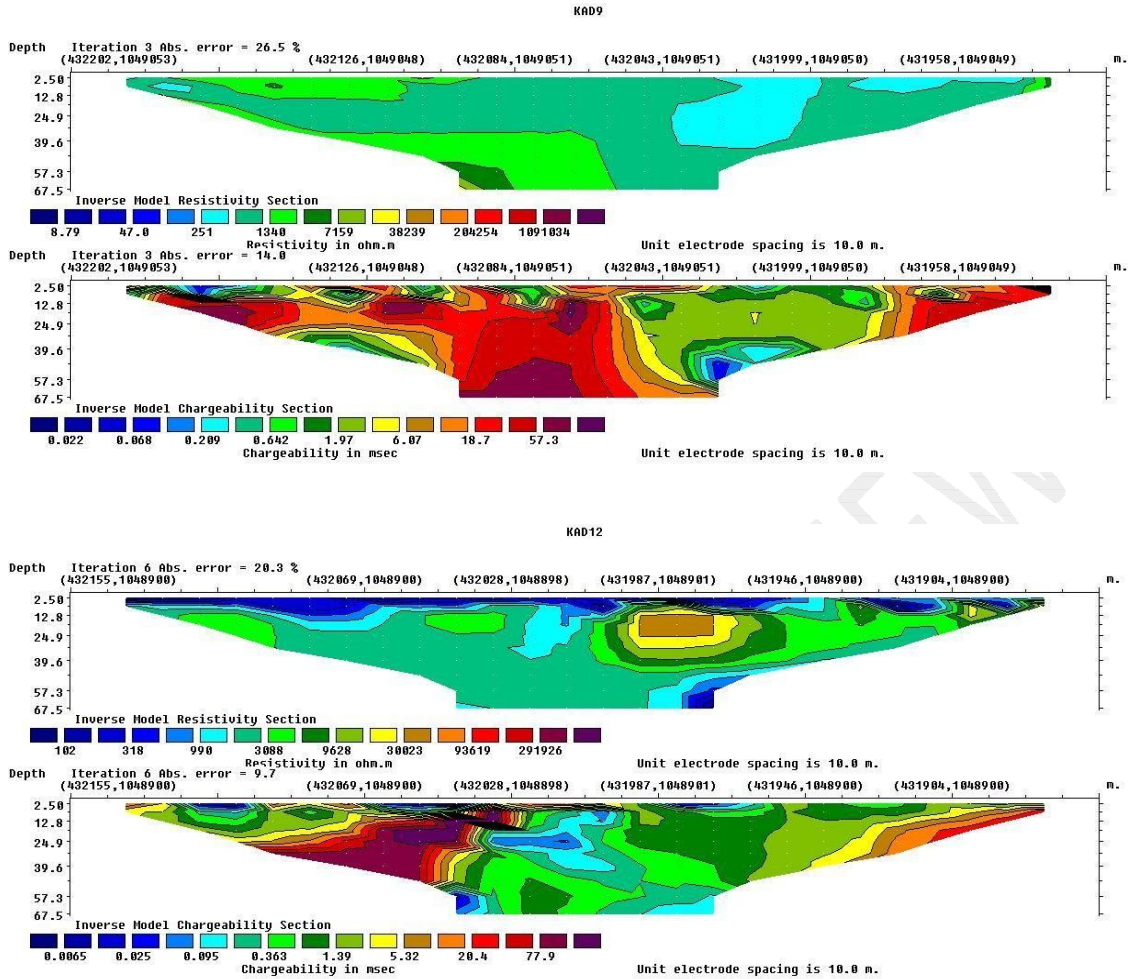 KAD9
Depth Iteration 3 Abs. error = 26.5 %
(432202,1049053) (432126,1049048) (432084,1049051) (432043,1049051) (431999,1049050) (431958,1049049) m.
2.50
12.8
24.9
39.6
57.3
67.5
Inverse Model Resistivity Section
8.79 47.0 251 1340 7159 38239 204254 1091034
Resistivity in ohm.m Unit electrode spacing is 10.0 m.
Depth Iteration 3 Abs. error = 14.0
(432202,1049053) (432126,1049048) (432084,1049051) (432043,1049051) (431999,1049050) (431958,1049049) m.
2.50
12.8
24.9
39.6
57.3
67.5
Inverse Model Chargeability Section
0.022 0.068 0.209 0.642 1.97 6.07 18.7 57.3
Chargeability in msec Unit electrode spacing is 10.0 m.
KAD12
Depth Iteration 6 Abs. error = 20.3 %
(432155,1048900) (432069,1048900) (432028,1048898) (431987,1048901) (431946,1048900) (431904,1048900) m.
2.50
12.8
24.9
39.6
57.3
67.5
Inverse Model Resistivity Section
102 318 990 3088 9628 30023 93619 291926
Resistivity in ohm.m Unit electrode spacing is 10.0 m.
Depth Iteration 6 Abs. error = 9.7
(432155,1048900) (432069,1048900) (432028,1048898) (431987,1048901) (431946,1048900) (431904,1048900) m.
2.50
12.8
24.9
39.6
57.3
67.5
Inverse Model Chargeability Section
0.0065 0.025 0.095 0.363 1.39 5.32 20.4 77.9
Chargeability in msec Unit electrode spacing is 10.0 m.